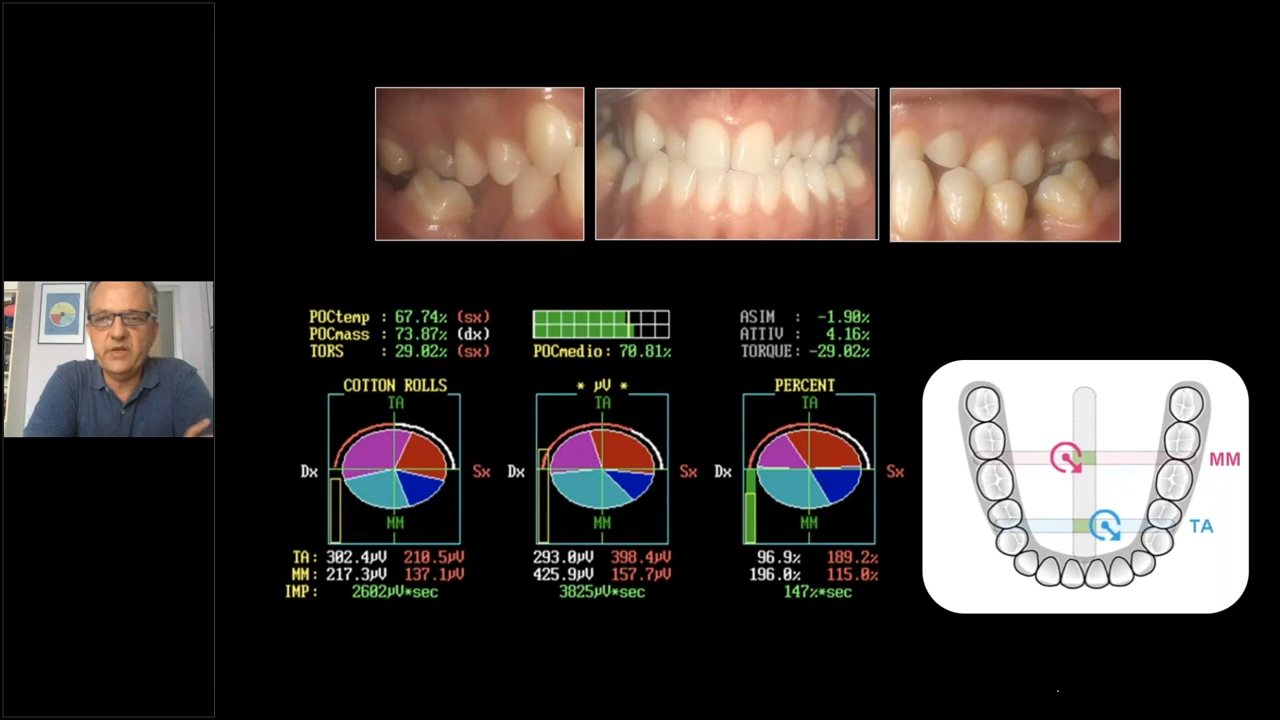 POCtemp : 67.74% (sx)
POCmass : 73.87% (dx)
TORS : 29.02% (sx)
POCmedio: 70.81%
ASIM : -1.90%
ATTIV : 4.16%
TORQUE: -29.02%
COTTON ROLLS
* µV *
PERCENT
TA
TA
TA
Dx
Sx
Dx
Sx
Dx
Sx
MM
MM
MM
TA: 302.4µV 210.5µV
MM: 217.3µV 137.1µV
IMP: 2602µV*sec
293.0µV 398.4µV
425.9µV 157.7µV
3825µV*sec
96.9% 189.2%
196.0% 115.0%
147%*sec
MM
TA